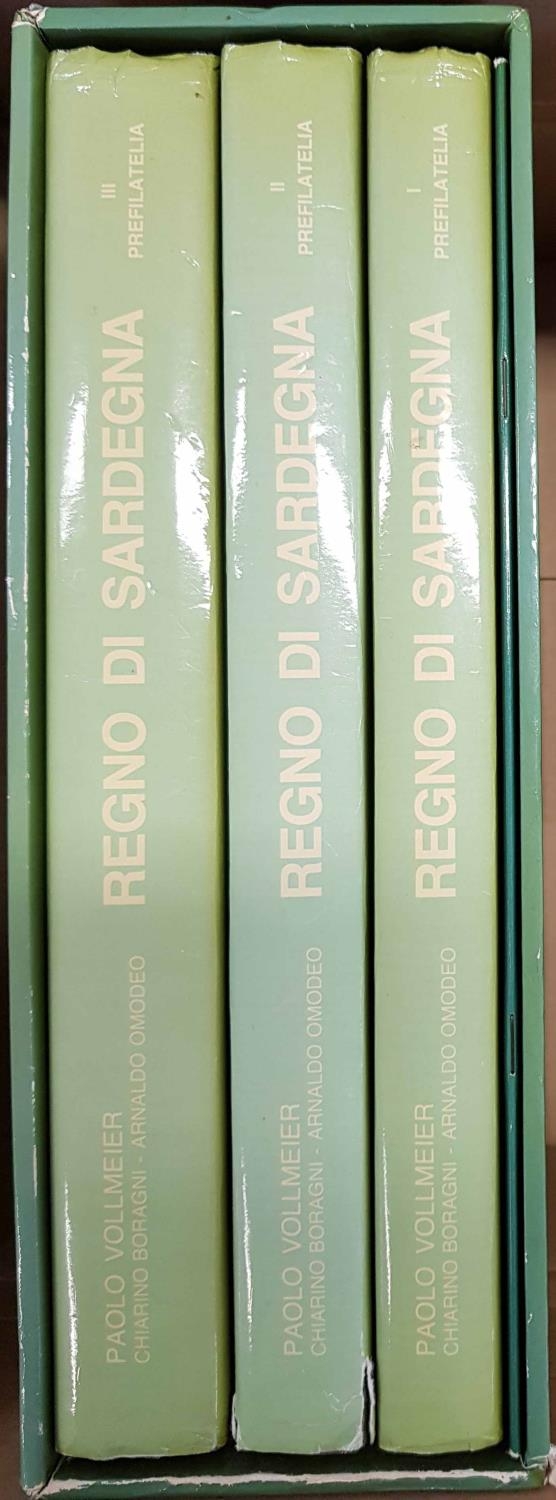 PAOLO VOLLMEIER
CHIARINO BORAGNI - ARNALDO OMODEO
REGNO DI SARDEGNA
III
PREFILATELIA
PAOLO VOLLMEIER
CHIARINO BORAGNI - ARNALDO OMODEO
REGNO DI SARDEGNA
II
PREFILATELIA
PAOLO VOLLMEIER
CHIARINO BORAGNI - ARNALDO OMODEO
REGNO DI SARDEGNA
I
PREFILATELIA